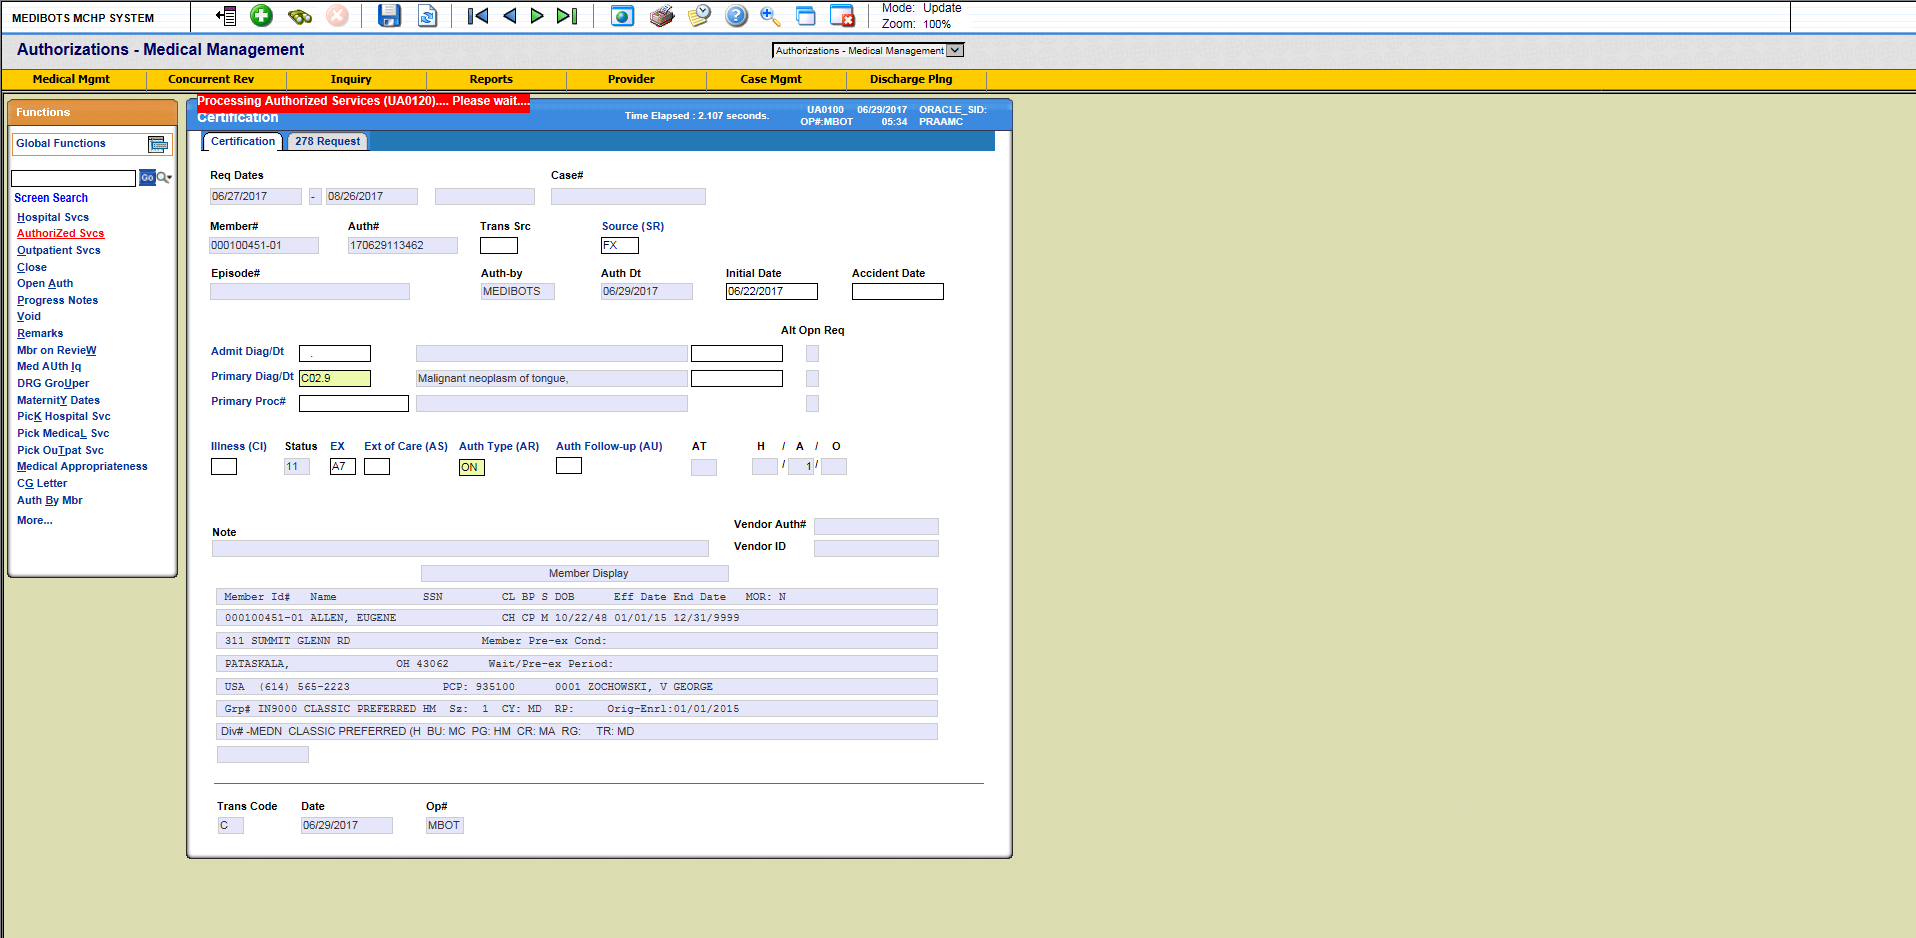 MEDIBOTS MCHP SYSTEM
Mode: Update
Zoom: 100%
Authorizations - Medical Management
Authorizations - Medical Management
Medical Mgmt Concurrent Rev Inquiry Reports Provider Case Mgmt Discharge Plng
Functions
Global Functions
Go
Screen Search
Hospital Svcs
AuthoriZed Svcs
Outpatient Svcs
Close
Open Auth
Progress Notes
Void
Remarks
Mbr on RevieW
Med AUth Iq
DRG GroUper
MaternitY Dates
PicK Hospital Svc
Pick MedicaL Svc
Pick OuTpat Svc
Medical Appropriateness
CG Letter
Auth By Mbr
More...
Processing Authorized Services (UA0120).... Please wait....
Certification
Time Elapsed : 2.107 seconds.
UA0100 06/29/2017 ORACLE_SID:
OP#:MBOT 05:34 PRAAMC
Certification 278 Request
Req Dates Case#
06/27/2017 - 08/26/2017
Member# Auth# Trans Src Source (SR)
000100451-01 170629113462 FX
Episode# Auth-by Auth Dt Initial Date Accident Date
MEDIBOTS 06/29/2017 06/22/2017
Alt Opn Req
Admit Diag/Dt .
Primary Diag/Dt C02.9 Malignant neoplasm of tongue,
Primary Proc#
Illness (CI) Status EX Ext of Care (AS) Auth Type (AR) Auth Follow-up (AU) AT H / A / O
11 A7 ON / 1 /
Vendor Auth#
Note
Vendor ID
Member Display
Member Id# Name SSN CL BP S DOB Eff Date End Date MOR: N
000100451-01 ALLEN, EUGENE CH CP M 10/22/48 01/01/15 12/31/9999
311 SUMMIT GLENN RD Member Pre-ex Cond:
PATASKALA, OH 43062 Wait/Pre-ex Period:
USA (614) 565-2223 PCP: 935100 0001 ZOCHOWSKI, V GEORGE
Grp# IN9000 CLASSIC PREFERRED HM Sz: 1 CY: MD RP: Orig-Enrl:01/01/2015
Div# -MEDN CLASSIC PREFERRED (H BU: MC PG: HM CR: MA RG: TR: MD
Trans Code Date Op#
C 06/29/2017 MBOT